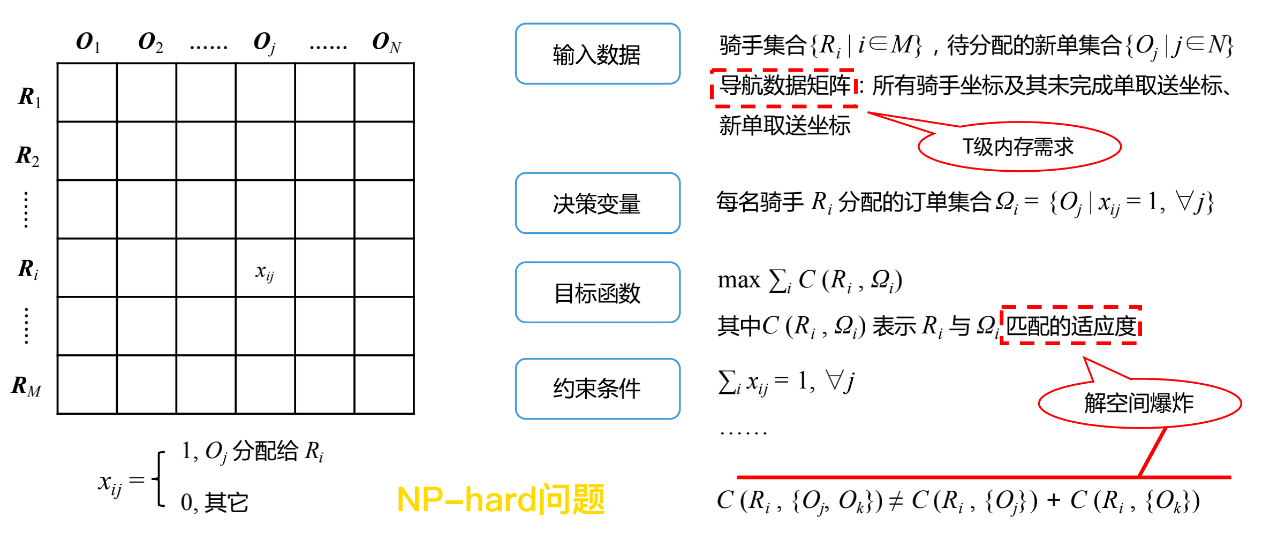 O₁ O₂ …… Oⱼ …… O_N
R₁
R₂
……
Rᵢ
xᵢⱼ
……
R_M
xᵢⱼ =
1, Oⱼ 分配给 Rᵢ
0, 其它
NP-hard问题
输入数据
骑手集合{Rᵢ | i∈M} ，待分配的新单集合{Oⱼ | j∈N}
导航数据矩阵：所有骑手坐标及其未完成单取送坐标、
新单取送坐标
T级内存需求
决策变量
每名骑手 Rᵢ 分配的订单集合 Ωᵢ = {Oⱼ | xᵢⱼ = 1, ∀j}
目标函数
max ∑ᵢ C (Rᵢ , Ωᵢ)
其中C (Rᵢ , Ωᵢ) 表示 Rᵢ 与 Ωᵢ 匹配的适应度
约束条件
∑ᵢ xᵢⱼ = 1, ∀j
解空间爆炸
……
C (Rᵢ , {Oⱼ, Oₖ}) ≠ C (Rᵢ , {Oⱼ}) + C (Rᵢ , {Oₖ})